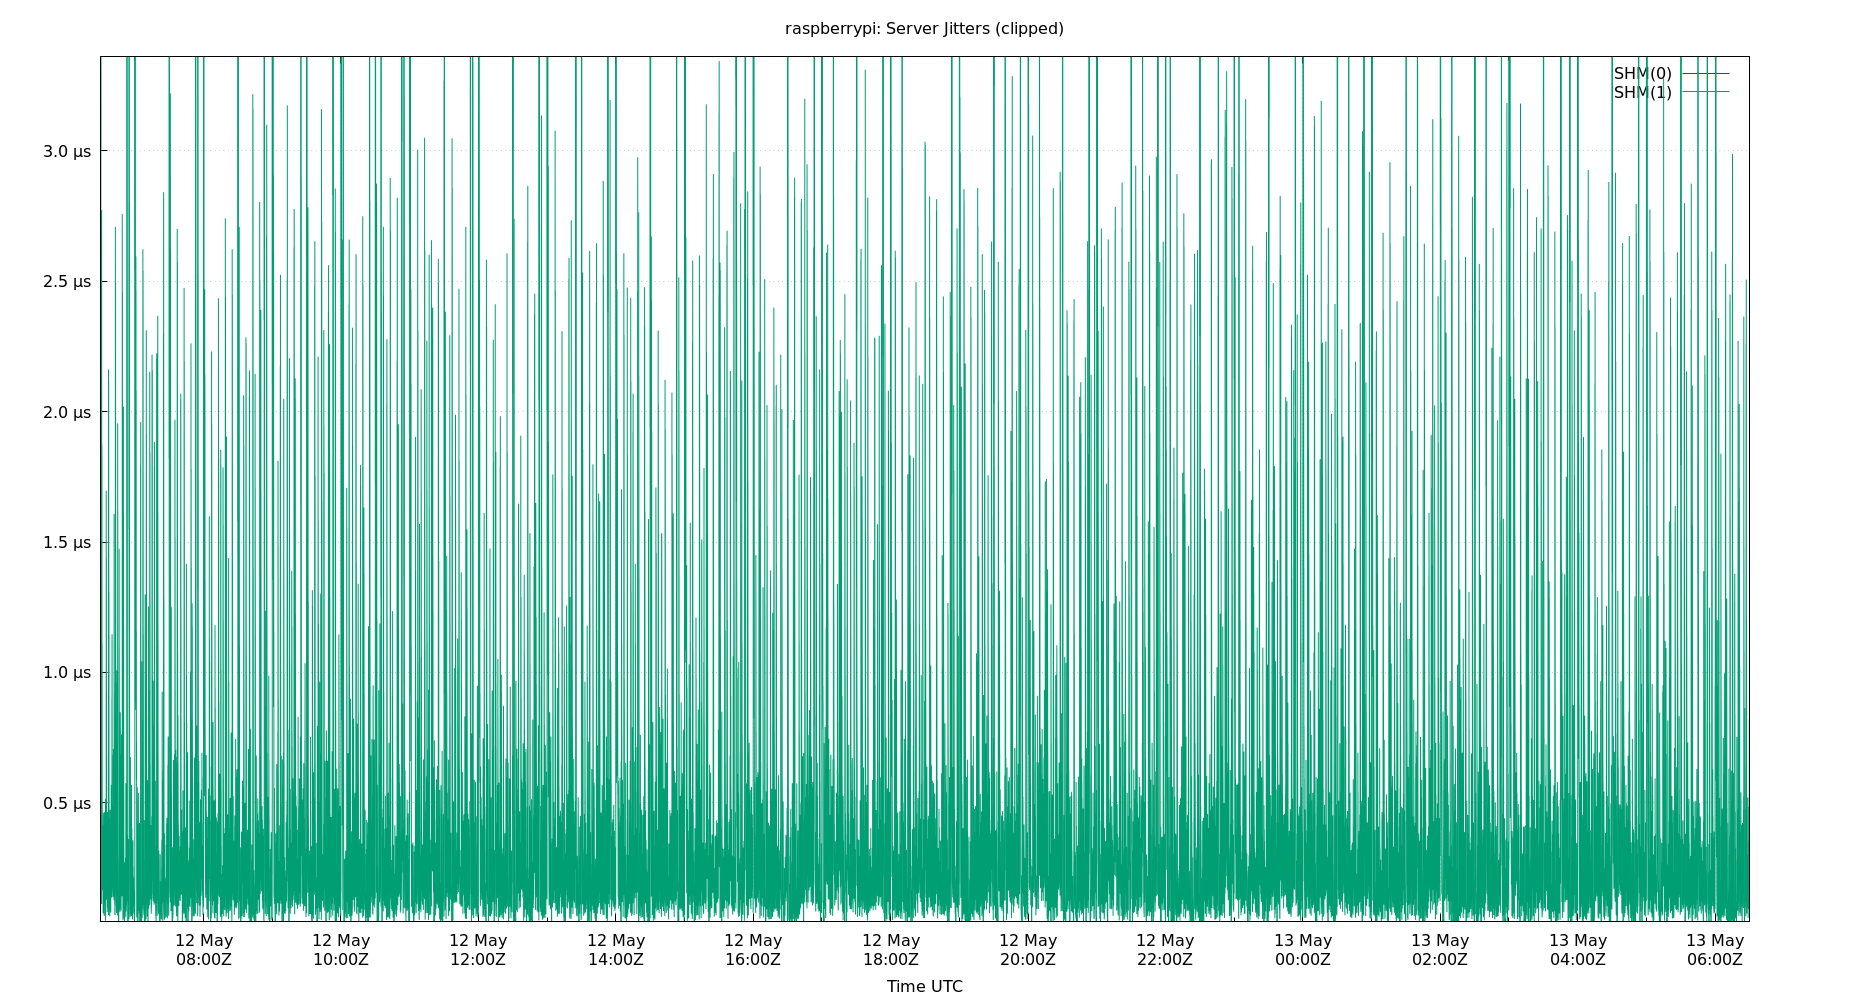 raspberrypi: Server Jitters (clipped)
SHM(0)
SHM(1)
3.0 µs
2.5 µs
2.0 µs
1.5 µs
1.0 µs
0.5 µs
12 May 12 May 12 May 12 May 12 May 12 May 12 May 12 May 13 May 13 May 13 May 13 May
08:00Z 10:00Z 12:00Z 14:00Z 16:00Z 18:00Z 20:00Z 22:00Z 00:00Z 02:00Z 04:00Z 06:00Z
Time UTC